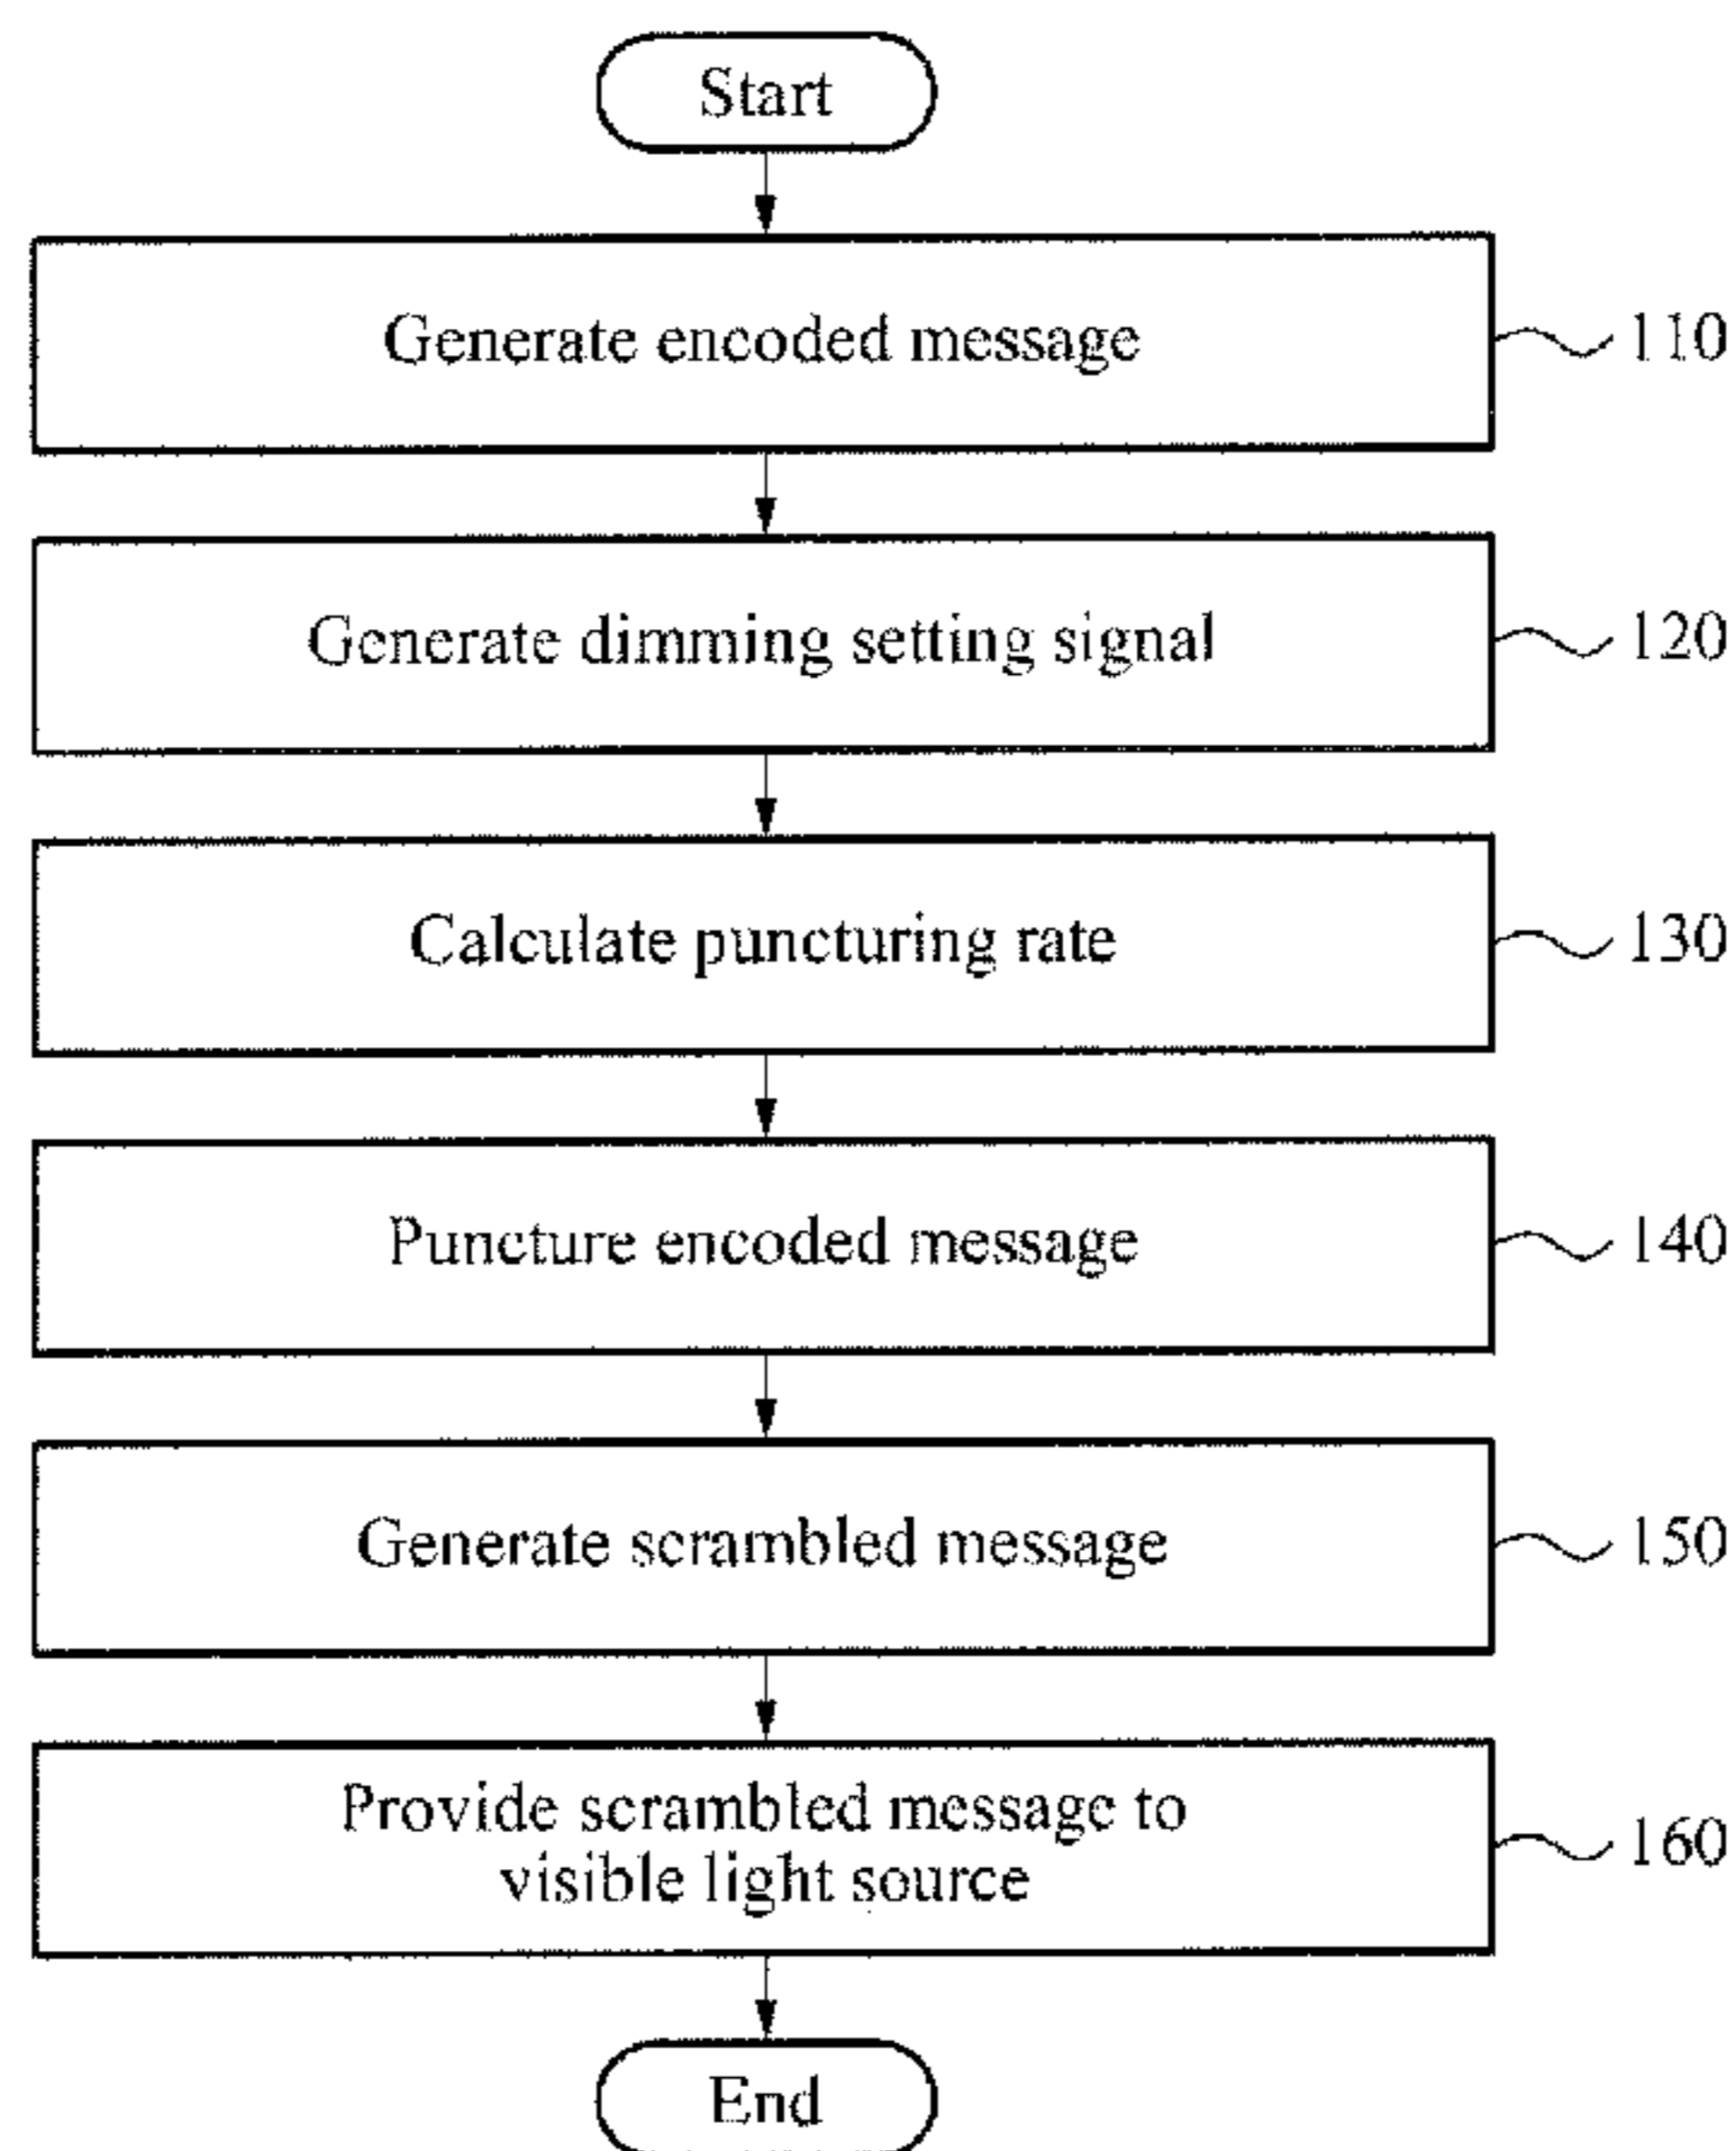 Start
Generate encoded message
110
Generate dimming setting signal
120
Calculate puncturing rate
130
Puncture encoded message
140
Generate scrambled message
150
Provide scrambled message to
visible light source
160
End